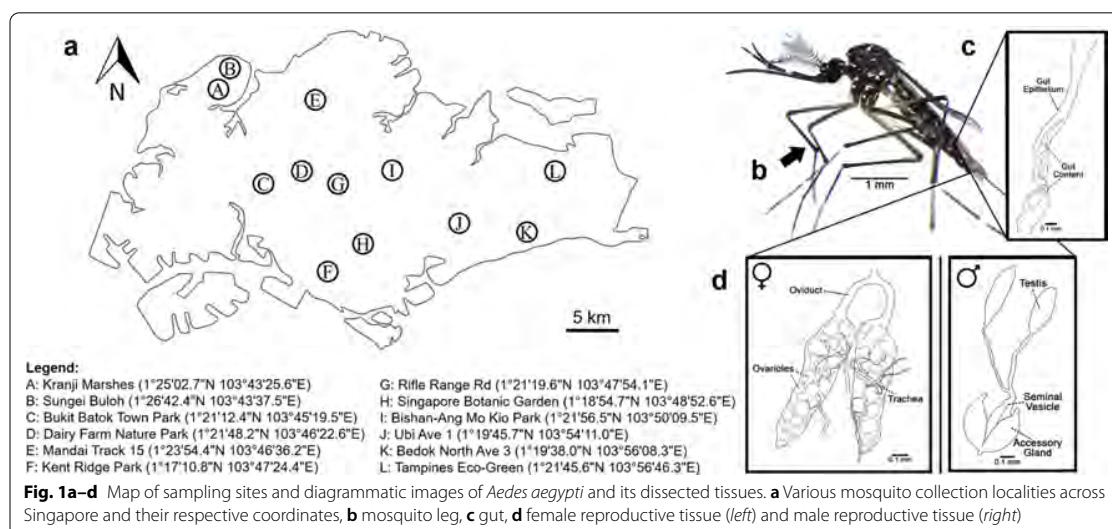 a
N
B
A
E
C
D
G
I
L
H
F
J
K
5 km
Legend:
A: Kranji Marshes (1°25'02.7"N 103°43'25.6"E)
B: Sungei Buloh (1°26'42.4"N 103°43'37.5"E)
C: Bukit Batok Town Park (1°21'12.4"N 103°45'19.5"E)
D: Dairy Farm Nature Park (1°21'48.2"N 103°46'22.6"E)
E: Mandai Track 15 (1°23'54.4"N 103°46'36.2"E)
F: Kent Ridge Park (1°17'10.8"N 103°47'24.4"E)
G: Rifle Range Rd (1°21'19.6"N 103°47'54.1"E)
H: Singapore Botanic Garden (1°18'54.7"N 103°48'52.6"E)
I: Bishan-Ang Mo Kio Park (1°21'56.5"N 103°50'09.5"E)
J: Ubi Ave 1 (1°19'45.7"N 103°54'11.0"E)
K: Bedok North Ave 3 (1°19'38.0"N 103°56'08.3"E)
L: Tampines Eco-Green (1°21'45.6"N 103°56'46.3"E)
b
1 mm
c
Gut
Epithelium
Gut
Content
0.1 mm
d
♀
Oviduct
Ovarioles
Trachea
0.1 mm
♂
Testis
Seminal
Vesicle
Accessory
Gland
0.1 mm
Fig. 1a–d Map of sampling sites and diagrammatic images of Aedes aegypti and its dissected tissues. a Various mosquito collection localities across
Singapore and their respective coordinates, b mosquito leg, c gut, d female reproductive tissue (left) and male reproductive tissue (right)